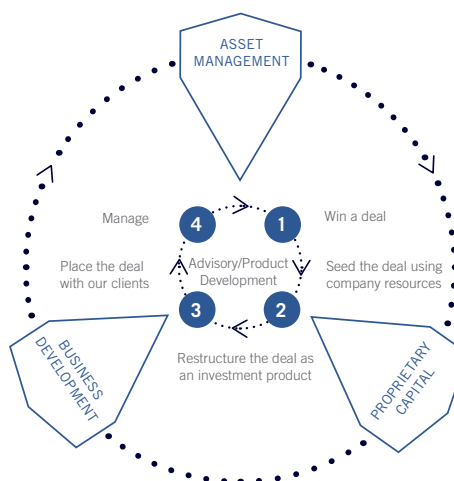 ASSET
MANAGEMENT
4
1
Manage
Win a deal
Place the deal
with our clients
Advisory/Product
Development
Seed the deal using
company resources
3
2
BUSINESS
DEVELOPMENT
Restructure the deal as
an investment product
PROPRIETARY
CAPITAL